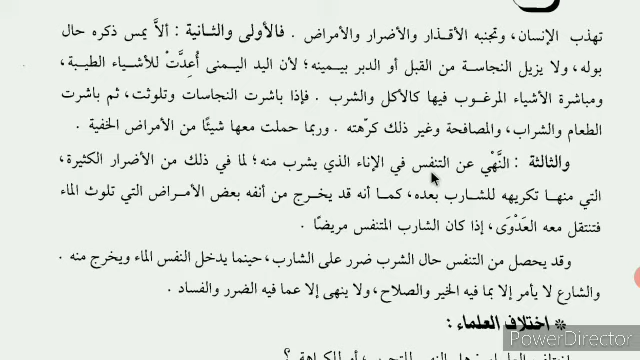 تهذب الإنسان، وتجنبه الأقذار والأضرار والأمراض . فالأولى والثانية : ألاَّ يمس ذكره حال
بوله، ولا يزيل النجاسة من القبل أو الدبر بيمينه؛ لأن اليد اليمنى أُعِدَّتْ للأشياء الطيبة،
ومباشرة الأشياء المرغوب فيها كالأكل والشرب . فإذا باشرت النجاسات وتلوثت، ثم باشرت
الطعام والشراب، والمصافحة وغير ذلك كرّهته . وربما حملت معها شيئًا من الأمراض الخفية .
والثالثة : النَّهْي عن التنفس في الإناء الذي يشرب منه؛ لما في ذلك من الأضرار الكثيرة،
التي منها تكريهه للشارب بعده، كما أنه قد يخرج من أنفه بعض الأمراض التي تلوث الماء
فتنتقل معه العَدْوَى، إذا كان الشارب المتنفس مريضًا .
وقد يحصل من التنفس حال الشرب ضرر على الشارب، حينما يدخل النفس الماء ويخرج منه .
والشارع لا يأمر إلا بما فيه الخير والصلاح، ولا ينهى إلا عما فيه الضرر والفساد .
* اختلاف العلماء :
PowerDirector